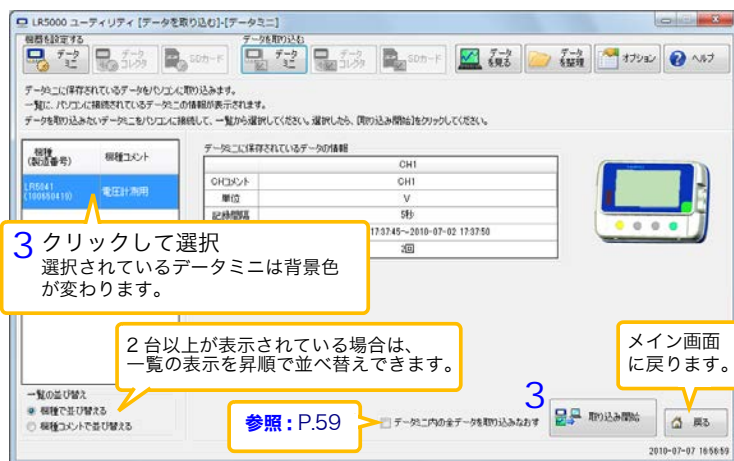 LR5000 ユーティリティ [データを取り込む]-[データミニ]
機器を設定する
データを取り込む
データミニ
データコレクタ
SDカード
データミニ
データコレクタ
SDカード
データを見る
データを整理
オプション
ヘルプ
データミニに保存されているデータをパソコンに取り込みます。
一覧に、パソコンに接続されているデータミニの情報が表示されます。
データを取り込みたいデータミニをパソコンに接続して、一覧から選択してください。選択したら、[取り込み開始]をクリックしてください。
機種
(製造番号)
機種コメント
LR5041
(100650419)
電圧計測用
データミニに保存されているデータの情報
CH1
CHコメント
CH1
単位
V
記録間隔
5秒
17:37:45～2010-07-02 17:37:50
2回
3 クリックして選択
選択されているデータミニは背景色
が変わります。
2 台以上が表示されている場合は、
一覧の表示を昇順で並べ替えできます。
メイン画面
に戻ります。
一覧の並び替え
機種で並び替える
機種コメントで並び替える
参照：P.59
データミニ内の全データを取り込みなおす
3
取り込み開始
戻る
2010-07-07 16:56:59